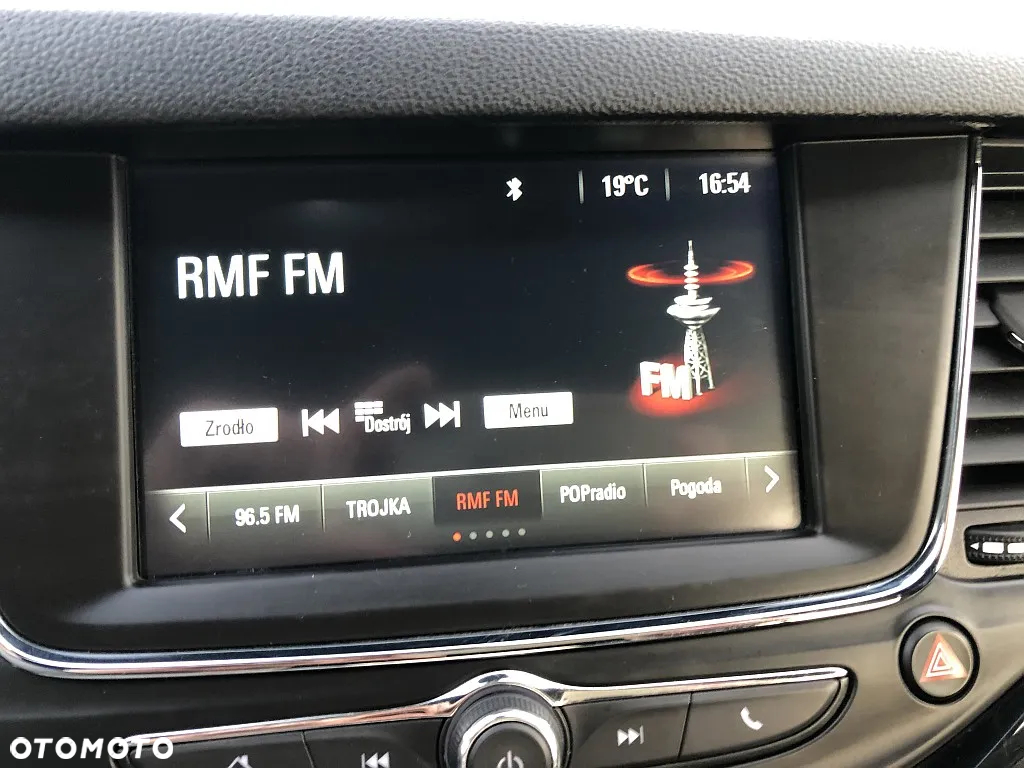 19°C
16:54
RMF FM
FM
Zrodło
Dostrój
Menu
96.5 FM
TROJKA
RMF FM
POPradio
Pogoda
OTOMOTO